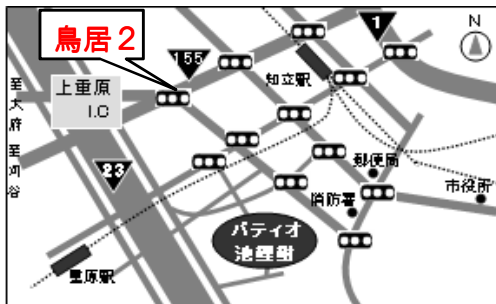 鳥居2
1
N
155
知立駅
上重原
I.C
至大府
至刈谷
23
郵便局
消防署
市役所
パティオ
池鯉鮒
重原駅